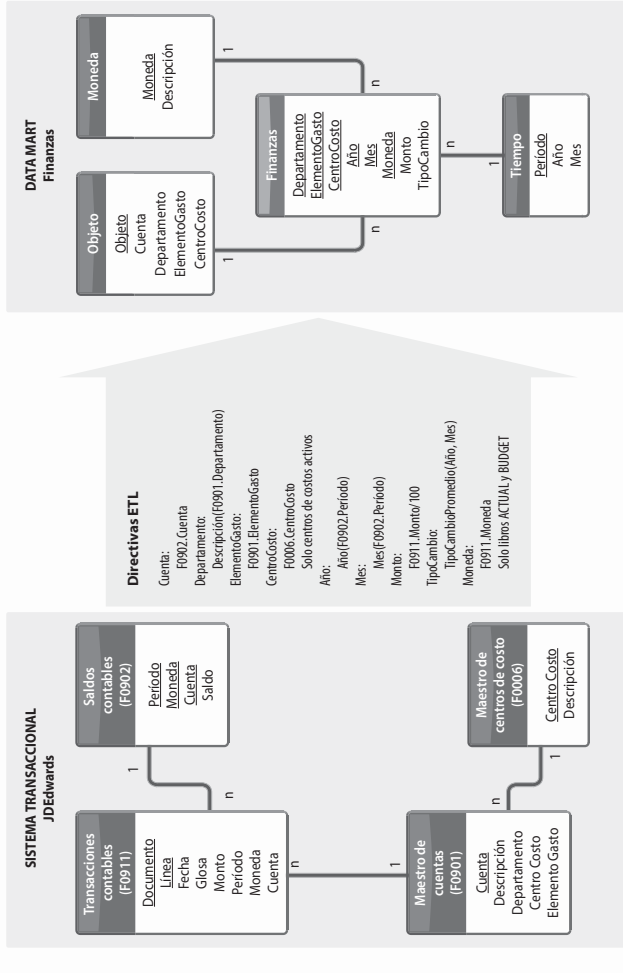 SISTEMA TRANSACCIONAL
JDEdwards
Transacciones
contables
(F0911)
Documento
Línea
Fecha
Glosa
Monto
Período
Moneda
Cuenta
1
n
Saldos
contables
(F0902)
Período
Moneda
Cuenta
Saldo
n
1
Maestro de
cuentas
(F0901)
Cuenta
Descripción
Departamento
Centro Costo
Elemento Gasto
n
1
Maestro de
centros de costo
(F0006)
Centro Costo
Descripción
Directivas ETL
Cuenta:
F0902.Cuenta
Departamento:
Descripción(F0901.Departamento)
ElementoGasto:
F0901.ElementoGasto
CentroCosto:
F0006.CentroCosto
Solo centros de costos activos
Año:
Año(F0902.Período)
Mes:
Mes(F0902.Período)
Monto:
F0911.Monto/100
TipoCambio:
TipoCambioPromedio(Año, Mes)
Moneda:
F0911.Moneda
Solo libros ACTUAL y BUDGET
DATA MART
Finanzas
Objeto
Objeto
Cuenta
Departamento
ElementoGasto
CentroCosto
1
n
Moneda
Moneda
Descripción
1
n
Finanzas
Departamento
ElementoGasto
CentroCosto
Año
Mes
Moneda
Monto
TipoCambio
n
1
Tiempo
Período
Año
Mes